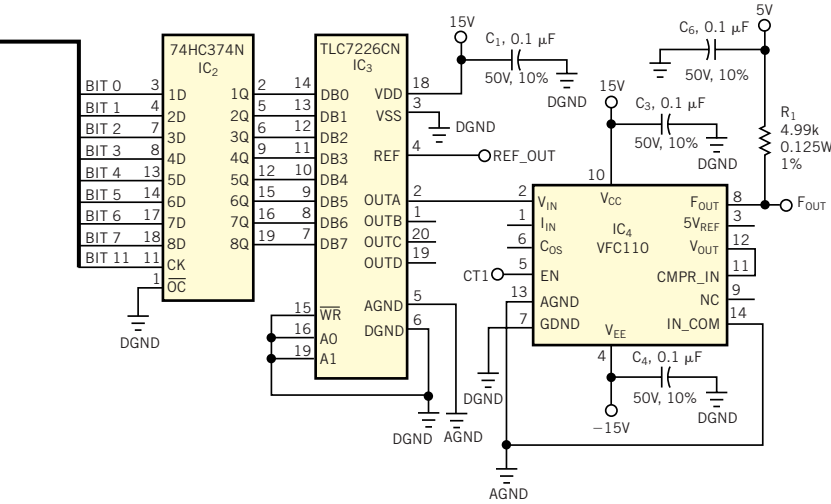 74HC374N
IC2
BIT 0 3 1D 1Q 2
BIT 1 4 2D 2Q 5
BIT 2 7 3D 3Q 6
BIT 3 8 4D 4Q 9
BIT 4 13 5D 5Q 12
BIT 5 14 6D 6Q 15
BIT 6 17 7D 7Q 16
BIT 7 18 8D 8Q 19
BIT 11 11 CK
1 OC
DGND
TLC7226CN
IC3
14 DB0 VDD 18
13 DB1 VSS 3
12 DB2
11 DB3 REF 4
10 DB4
9 DB5 OUTA 2
8 DB6 OUTB 1
7 DB7 OUTC 20
OUTD 19
15 WR AGND 5
16 A0 DGND 6
19 A1
DGND AGND
15V
C1, 0.1 µF
50V, 10%
DGND
DGND
REF_OUT
15V
C3, 0.1 µF
50V, 10%
DGND
5V
C6, 0.1 µF
50V, 10%
R1
4.99k
0.125W
1%
10
VCC
IC4
VFC110
2 VIN FOUT 8
FOUT
1 IIN 5VREF 3
6 COS VOUT 12
CT1 5 EN CMPR_IN 11
13 AGND NC 9
7 GDND IN_COM 14
VEE
4
C4, 0.1 µF
50V, 10%
DGND
−15V
DGND
AGND